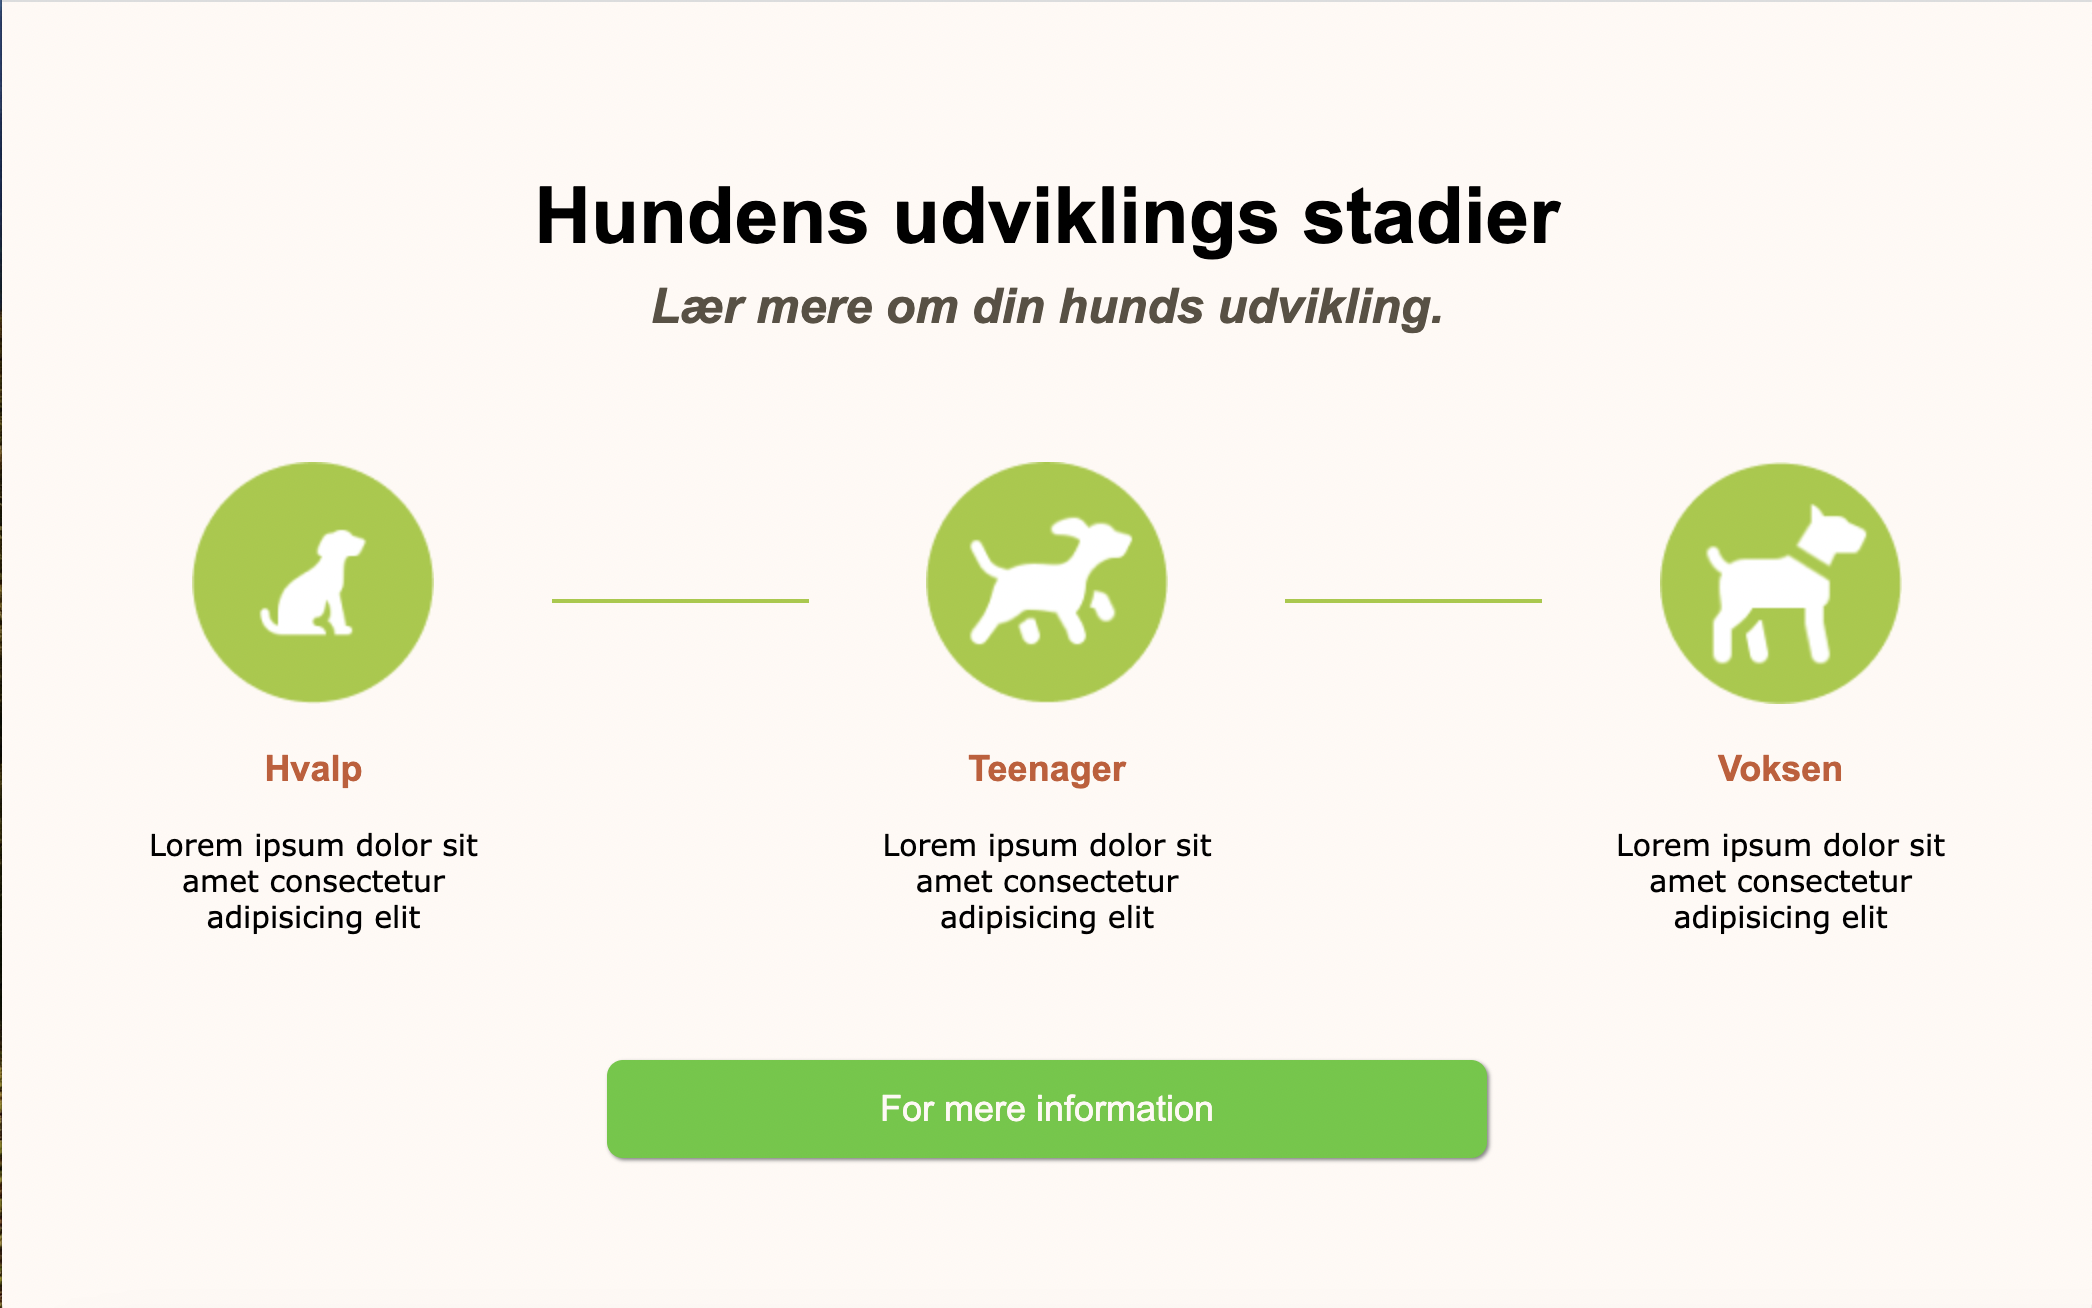 Hundens udviklings stadier
Lær mere om din hunds udvikling.
Hvalp
Lorem ipsum dolor sit
amet consectetur
adipisicing elit
Teenager
Lorem ipsum dolor sit
amet consectetur
adipisicing elit
Voksen
Lorem ipsum dolor sit
amet consectetur
adipisicing elit
For mere information